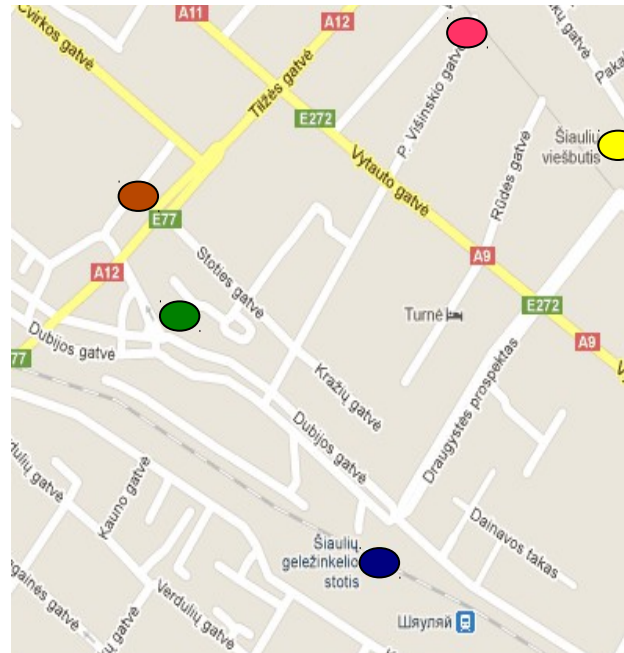 Cvirkos gatvė
A11
A12
Tilžės gatvė
E272
P. Višinskio gatvė
Vytauto gatvė
Šiaulių
viešbutis
Rūdės gatvė
E77
Stoties gatvė
A12
A9
E272
Turnė
A9
77
Dubijos gatvė
Kražių gatvė
Draugystės prospektas
Dubijos gatvė
Kauno gatvė
Dainavos takas
Šiaulių
geležinkelio
stotis
Verdulių gatvė
Шяуляй